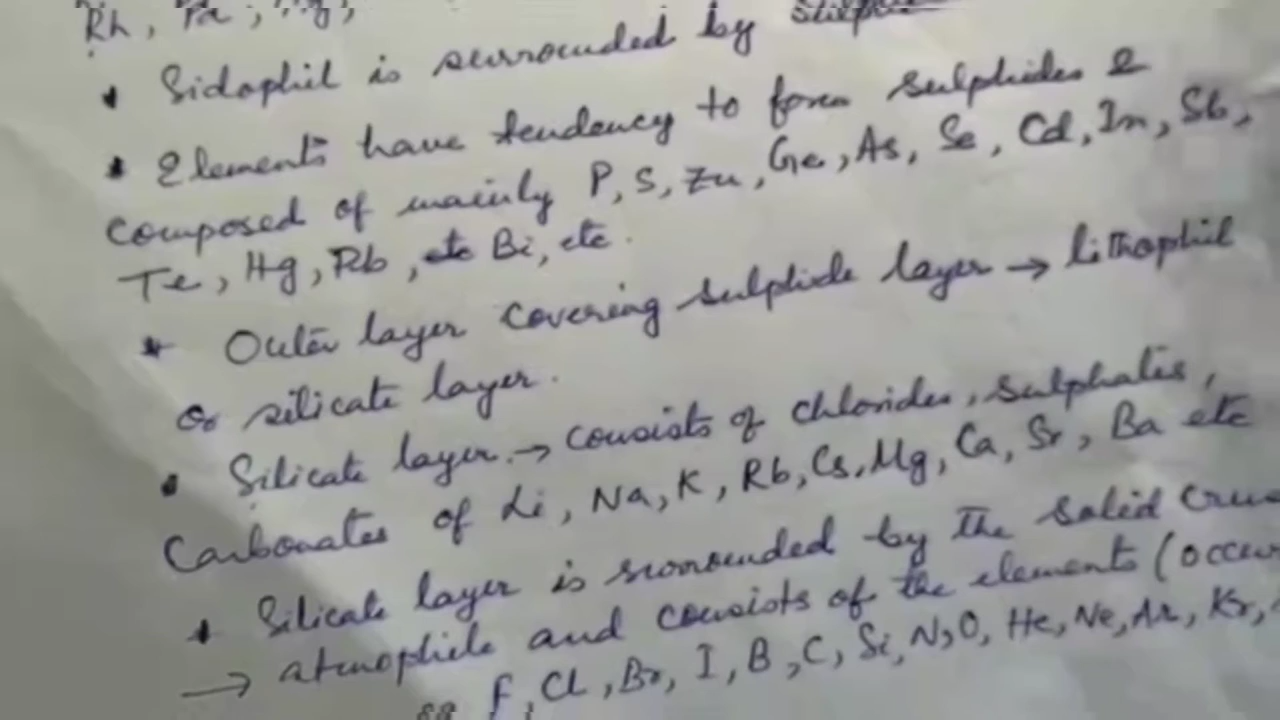 Rh,
• Sidophil is surrounded by
* Elements have tendency to form sulphides &
Composed of mainly P, S, Zn, Ge, As, Se, Cd, In, Sb,
Te, Hg, Pb, etc Bi, etc.
* Outer layer covering sulphide layer → lithophil
Or silicate layer.
• Silicate layer. → consists of chlorides, sulphates,
Carbonates of Li, Na, K, Rb, Cs, Mg, Ca, Sr, Ba etc
* Silicate layer is surrounded by the solid
→ atmophile and consists of the elements (
F, Cl, Br, I, B, C, Si, N, O, He, Ne, Ar, Kr,